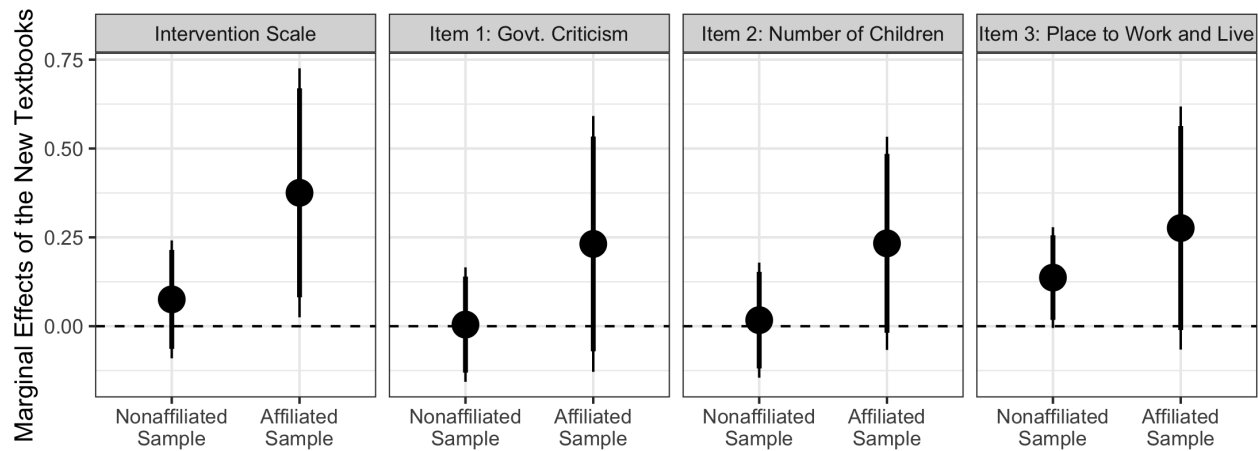 Marginal Effects of the New Textbooks
Intervention Scale
Item 1: Govt. Criticism
Item 2: Number of Children
Item 3: Place to Work and Live
0.75
0.50
0.25
0.00
Nonaffiliated
Sample
Affiliated
Sample
Nonaffiliated
Sample
Affiliated
Sample
Nonaffiliated
Sample
Affiliated
Sample
Nonaffiliated
Sample
Affiliated
Sample